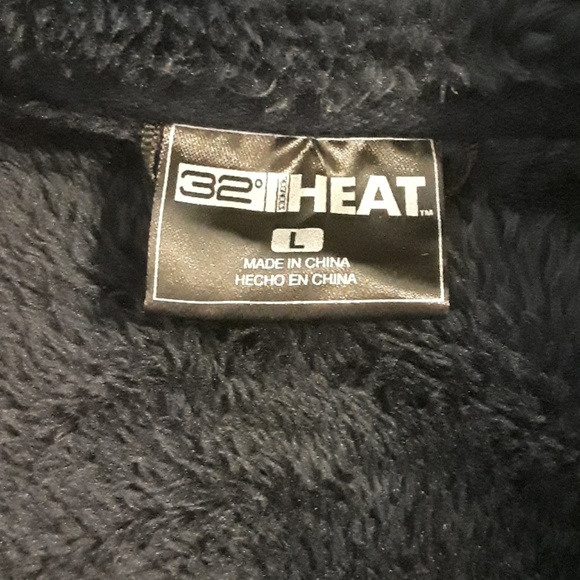 32° HEAT™
L
MADE IN CHINA
HECHO EN CHINA